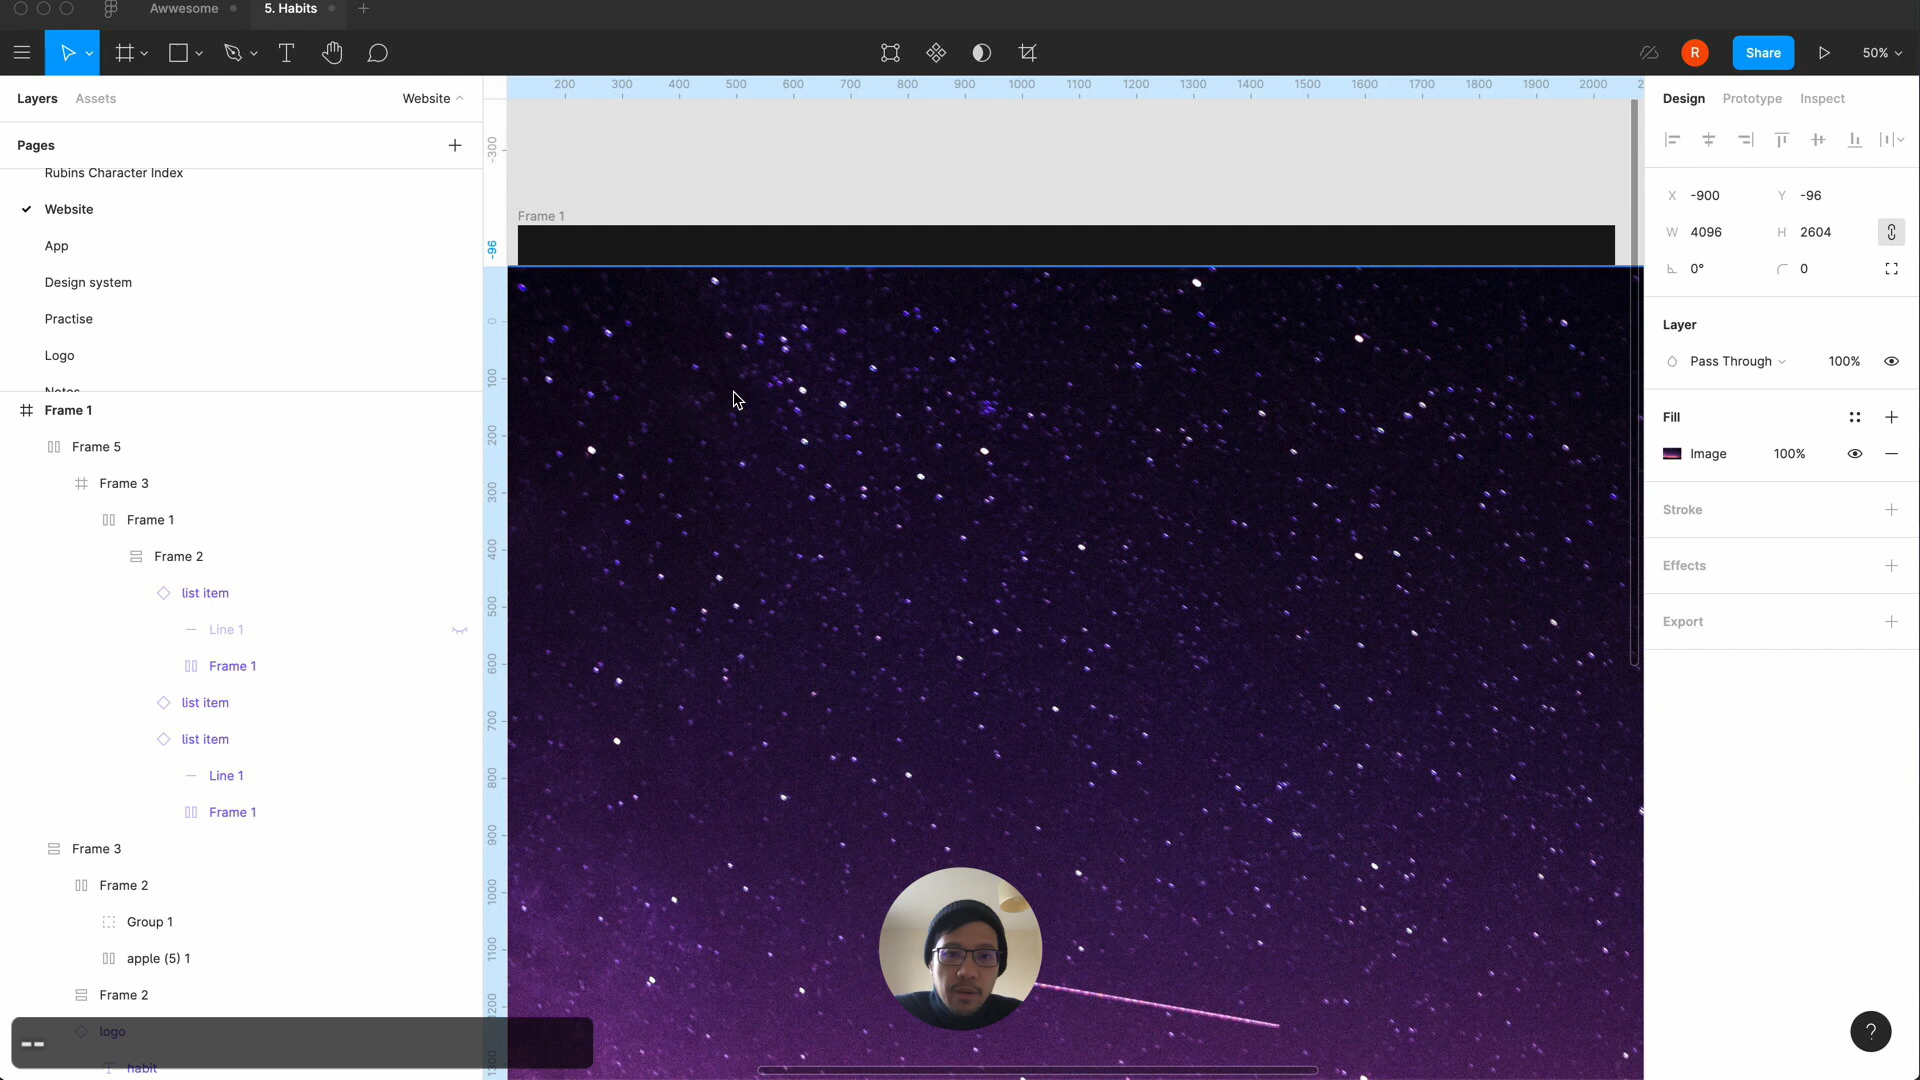 Awwesome
5. Habits
R
Share
50%
Layers
Assets
Website
Pages
Rubins Character Index
Website
App
Design system
Practise
Logo
Notes
Frame 1
Frame 5
Frame 3
Frame 1
Frame 2
list item
Line 1
Frame 1
list item
list item
Line 1
Frame 1
Frame 3
Frame 2
Group 1
apple (5) 1
Frame 2
logo
habit
200 300 400 500 600 700 800 900 1000 1100 1200 1300 1400 1500 1600 1700 1800 1900 2000 2
-300
-96
0
100
200
300
400
500
600
700
800
900
1000
1100
1200
1300
Frame 1
Design
Prototype
Inspect
X -900 Y -96
W 4096 H 2604
0° 0
Layer
Pass Through 100%
Fill
Image 100%
Stroke
Effects
Export
?